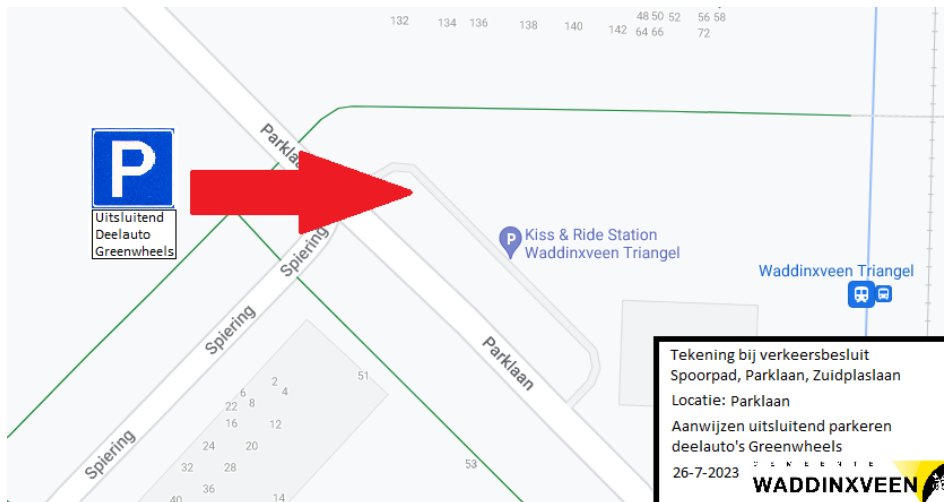 132
134 136
138
140
142
48 50 52 56 58
64 66 72
Parklaan
P
Uitsluitend
Deelauto
Greenwheels
Spiering
P
Kiss & Ride Station
Waddinxveen Triangel
Waddinxveen Triangel
Spiering
Parklaan
51
2
4
6
8
22
16
12
24
20
32
28
36
40
14
53
Spiering
Tekening bij verkeersbesluit
Spoorpad, Parklaan, Zuidplaslaan
Locatie: Parklaan
Aanwijzen uitsluitend parkeren
deelauto's Greenwheels
26-7-2023
GEMEENTE
WADDINXVEEN